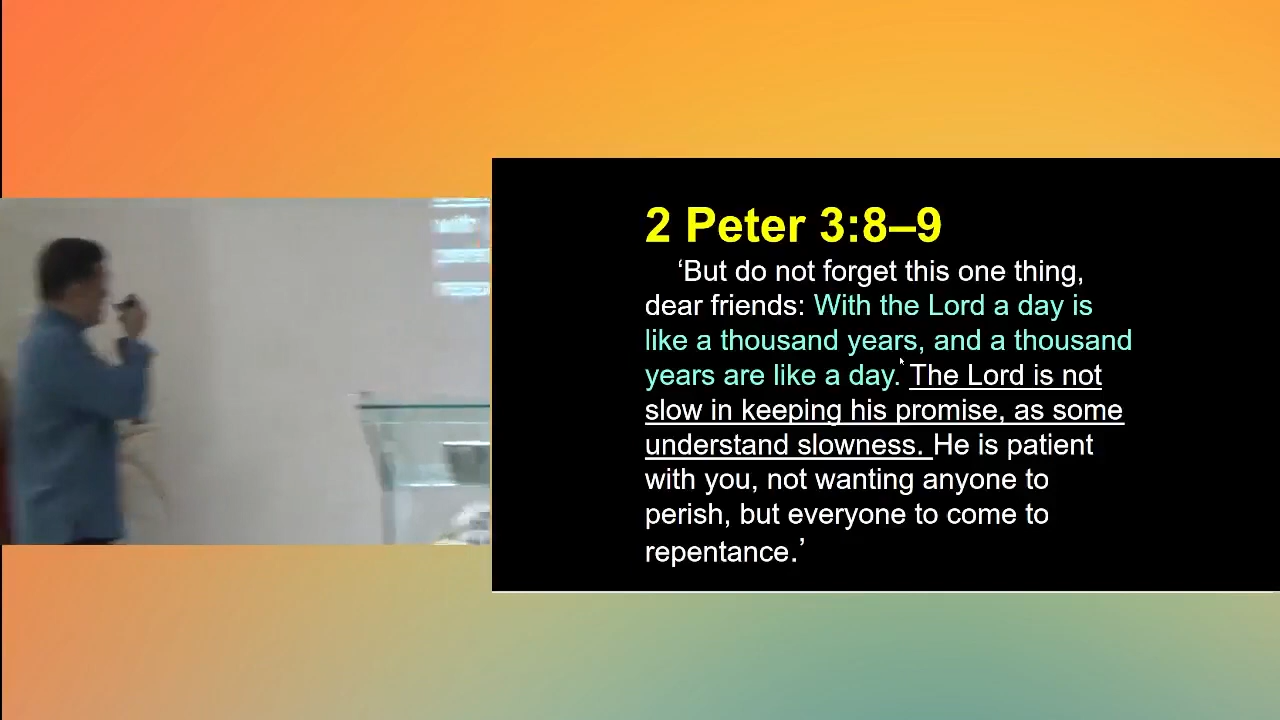 2 Peter 3:8–9
‘But do not forget this one thing,
dear friends: With the Lord a day is
like a thousand years, and a thousand
years are like a day. The Lord is not
slow in keeping his promise, as some
understand slowness. He is patient
with you, not wanting anyone to
perish, but everyone to come to
repentance.’